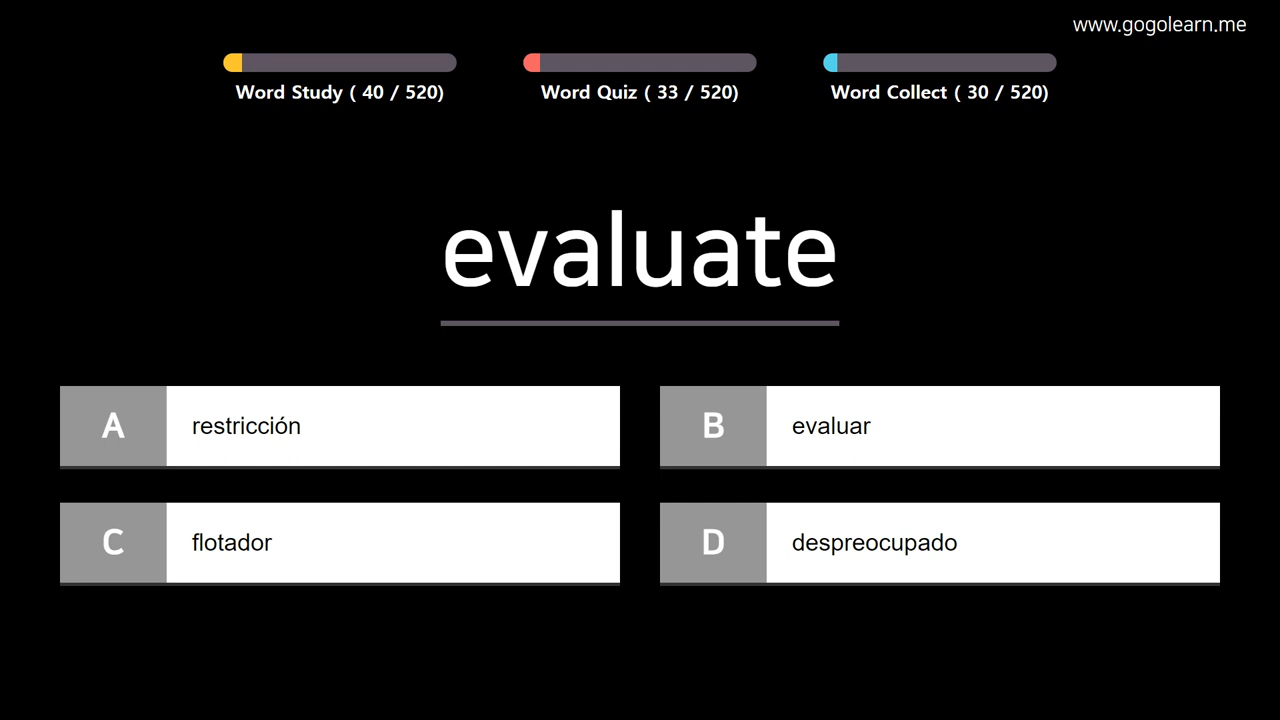 www.gogolearn.me
Word Study ( 40 / 520)
Word Quiz ( 33 / 520)
Word Collect ( 30 / 520)
evaluate
A restricción
B evaluar
C flotador
D despreocupado